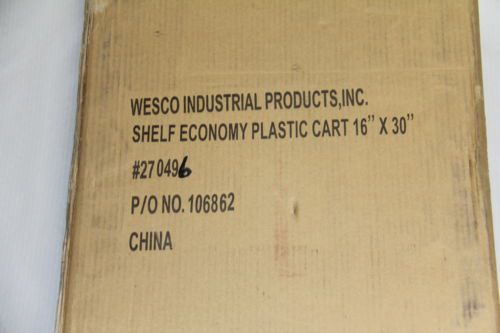 WESCO INDUSTRIAL PRODUCTS,INC.
SHELF ECONOMY PLASTIC CART 16" X 30"
#270496
P/O NO. 106862
CHINA